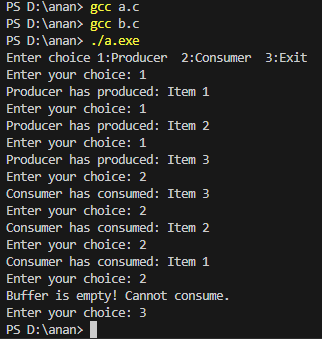 PS D:\anan> gcc a.c
PS D:\anan> gcc b.c
PS D:\anan> ./a.exe
Enter choice 1:Producer  2:Consumer  3:Exit
Enter your choice: 1
Producer has produced: Item 1
Enter your choice: 1
Producer has produced: Item 2
Enter your choice: 1
Producer has produced: Item 3
Enter your choice: 2
Consumer has consumed: Item 3
Enter your choice: 2
Consumer has consumed: Item 2
Enter your choice: 2
Consumer has consumed: Item 1
Enter your choice: 2
Buffer is empty! Cannot consume.
Enter your choice: 3
PS D:\anan>